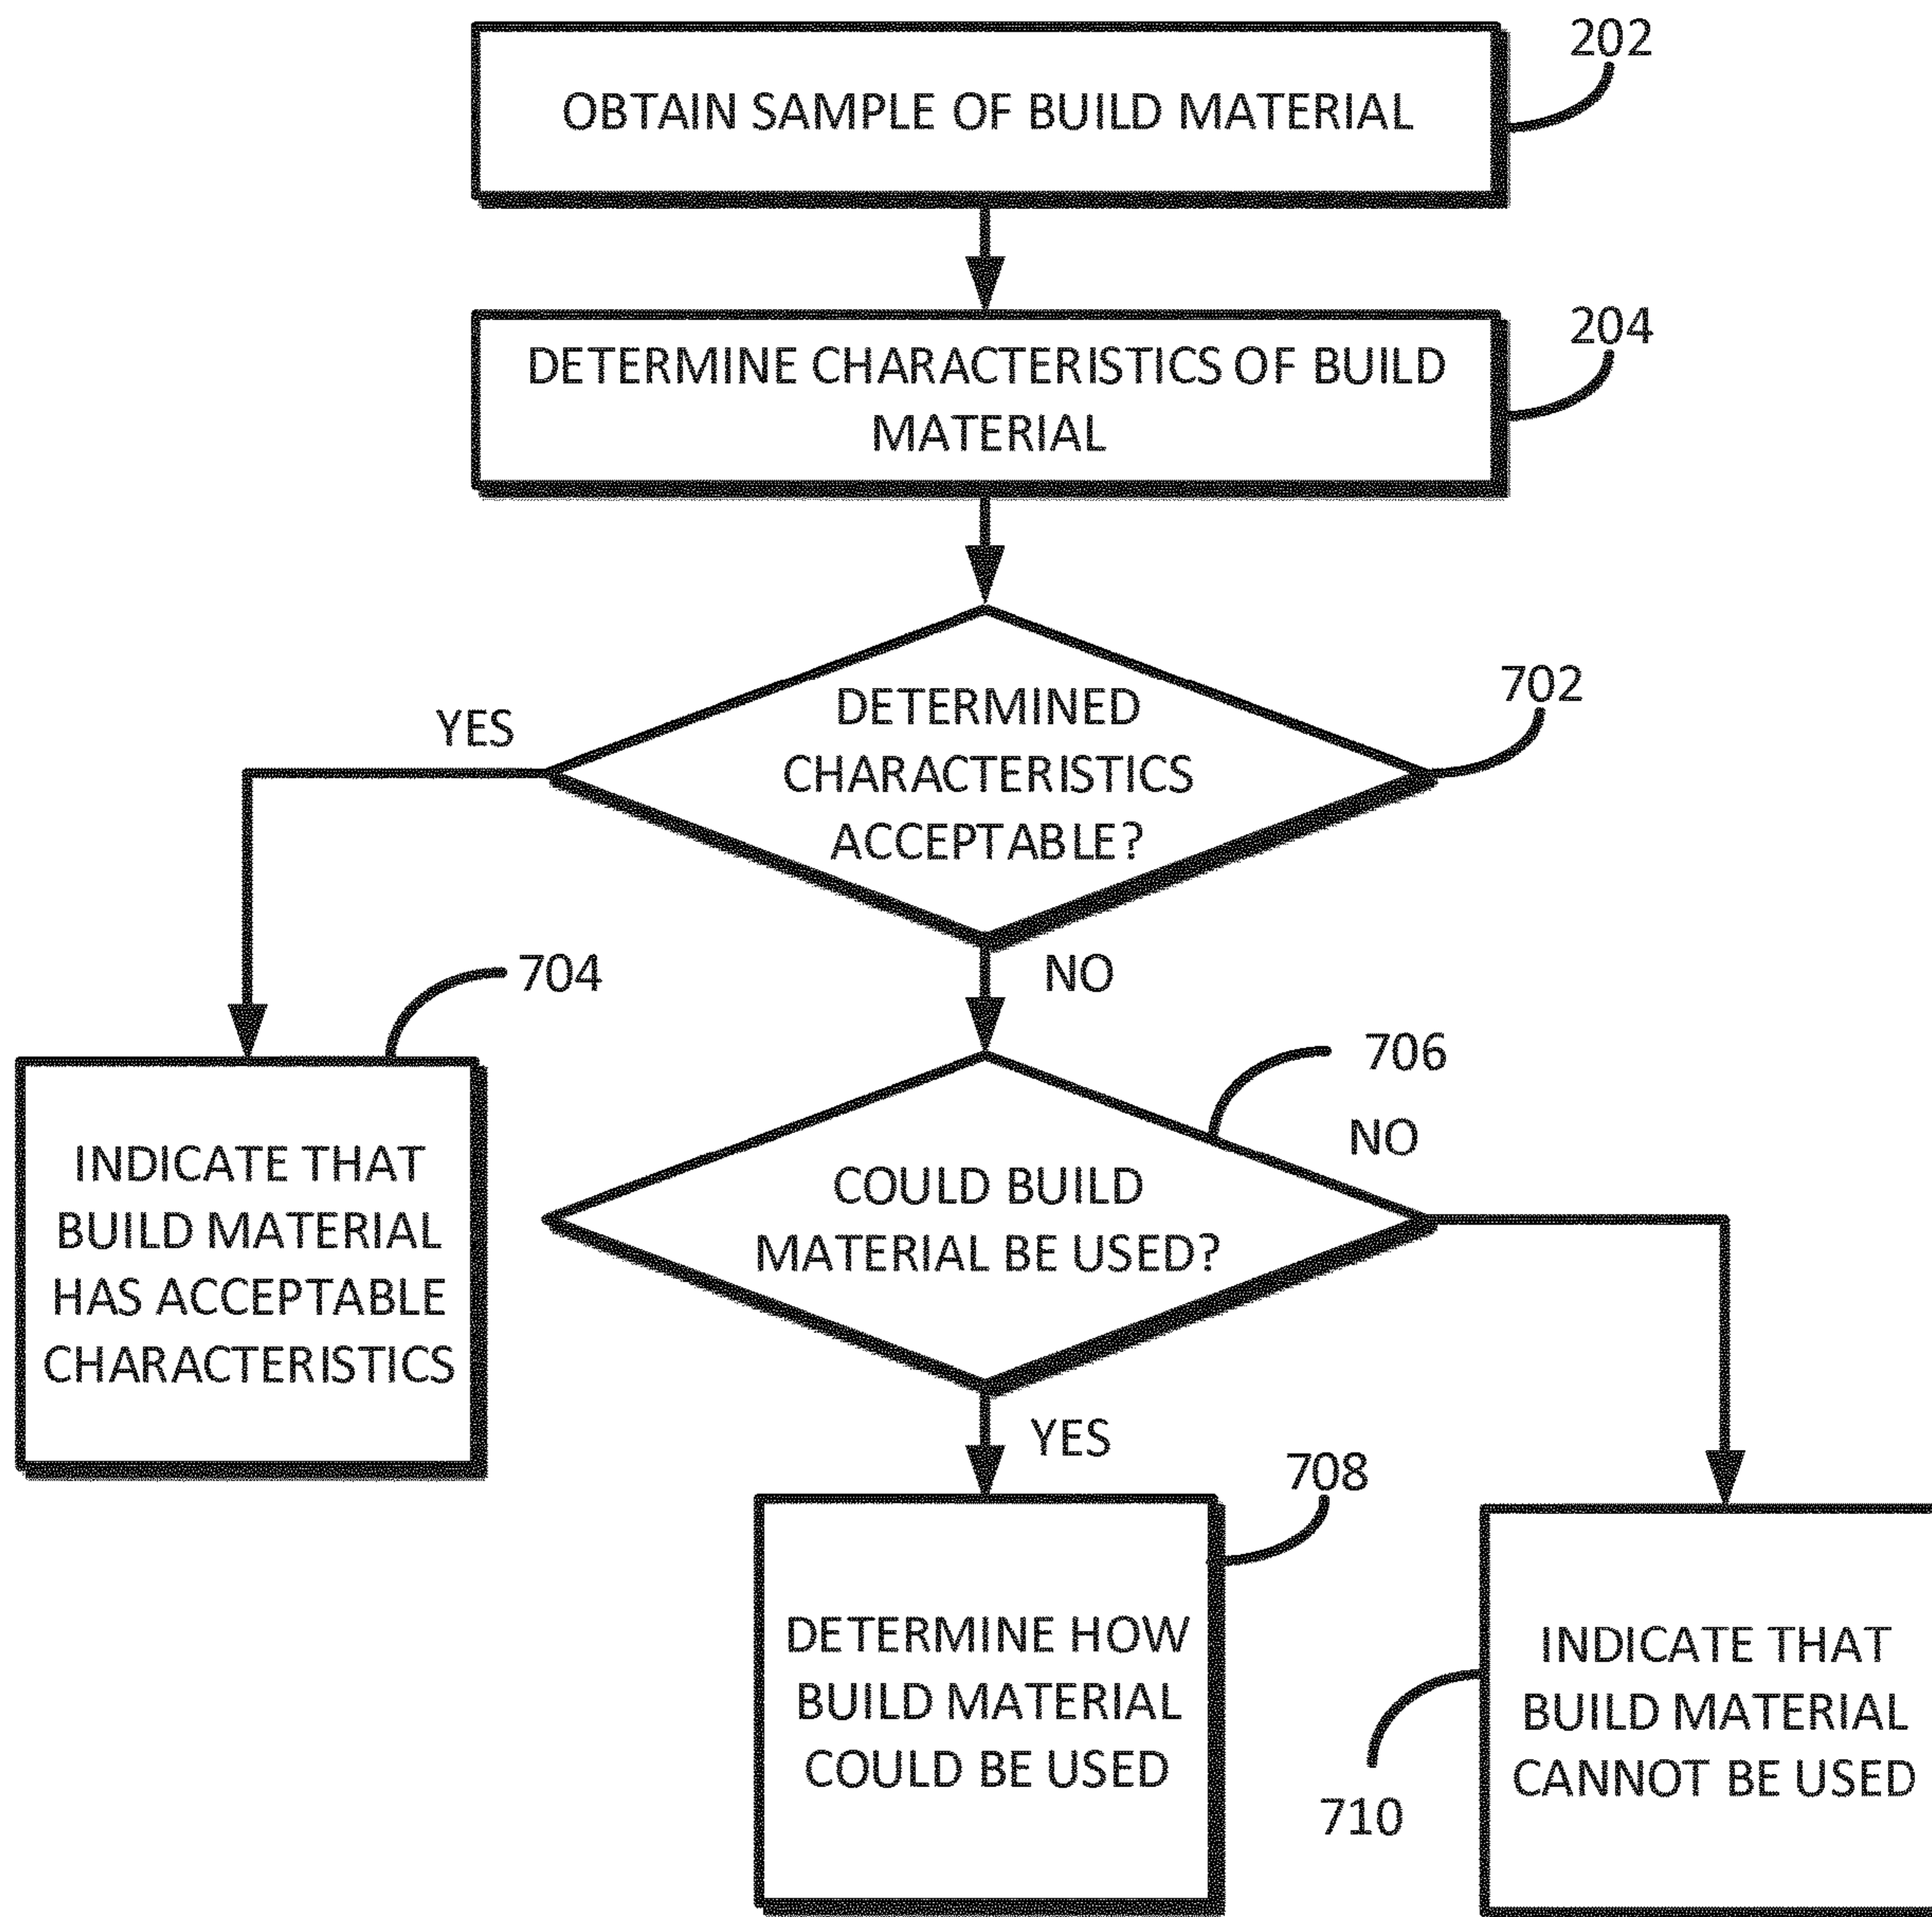 202
OBTAIN SAMPLE OF BUILD MATERIAL
204
DETERMINE CHARACTERISTICS OF BUILD
MATERIAL
702
DETERMINED
CHARACTERISTICS
ACCEPTABLE?
YES
NO
704
INDICATE THAT
BUILD MATERIAL
HAS ACCEPTABLE
CHARACTERISTICS
706
NO
COULD BUILD
MATERIAL BE USED?
YES
708
DETERMINE HOW
BUILD MATERIAL
COULD BE USED
710
INDICATE THAT
BUILD MATERIAL
CANNOT BE USED